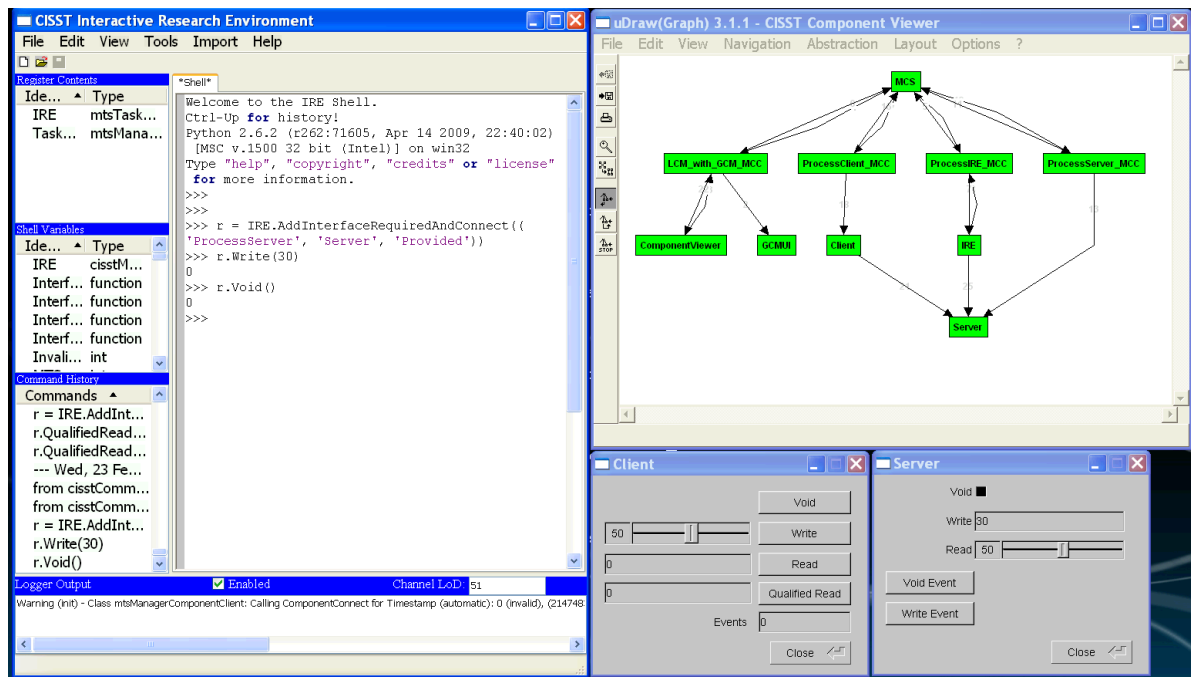 CISST Interactive Research Environment
File Edit View Tools Import Help
Register Contents
Ide... Type
IRE mtsTask...
Task... mtsMana...
Shell Variables
Ide... Type
IRE cisstM...
Interf... function
Interf... function
Interf... function
Interf... function
Invali... int
Command History
Commands
r = IRE.AddInt...
r.QualifiedRead...
r.QualifiedRead...
--- Wed, 23 Fe...
from cisstComm...
from cisstComm...
r = IRE.AddInt...
r.Write(30)
r.Void()
*Shell*
Welcome to the IRE Shell.
Ctrl-Up for history!
Python 2.6.2 (r262:71605, Apr 14 2009, 22:40:02)
[MSC v.1500 32 bit (Intel)] on win32
Type "help", "copyright", "credits" or "license"
for more information.
>>>
>>>
>>> r = IRE.AddInterfaceRequiredAndConnect((
'ProcessServer', 'Server', 'Provided'))
>>> r.Write(30)
0
>>> r.Void()
0
>>>
Logger Output Enabled Channel LoD: 51
Warning (init) - Class mtsManagerComponentClient: Calling ComponentConnect for Timestamp (automatic): 0 (invalid), (214748
uDraw(Graph) 3.1.1 - CISST Component Viewer
File Edit View Navigation Abstraction Layout Options ?
STOP
MCS
LCM_with_GCM_MCC ProcessClient_MCC ProcessIRE_MCC ProcessServer_MCC
ComponentViewer GCMUI Client IRE
Server
Client
Void
50 Write
0 Read
0 Qualified Read
Events 0
Close
Server
Void
Write 30
Read 50
Void Event
Write Event
Close